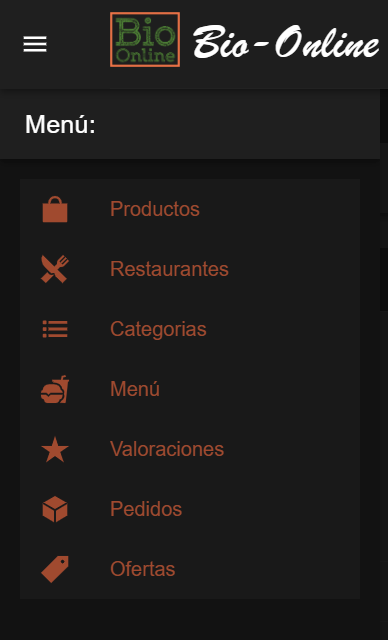 Bio
Online
Bio-Online
Menú:
Productos
Restaurantes
Categorias
Menú
Valoraciones
Pedidos
Ofertas